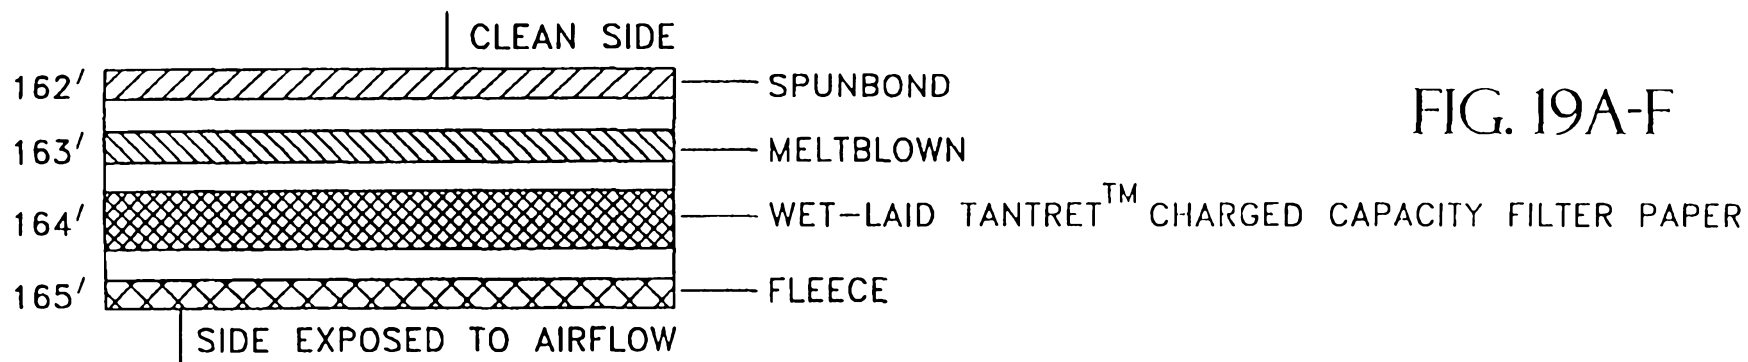 CLEAN SIDE
162' SPUNBOND
FIG. 19A-F
163' MELTBLOWN
164' WET-LAID TANTRET™ CHARGED CAPACITY FILTER PAPER
165' FLEECE
SIDE EXPOSED TO AIRFLOW